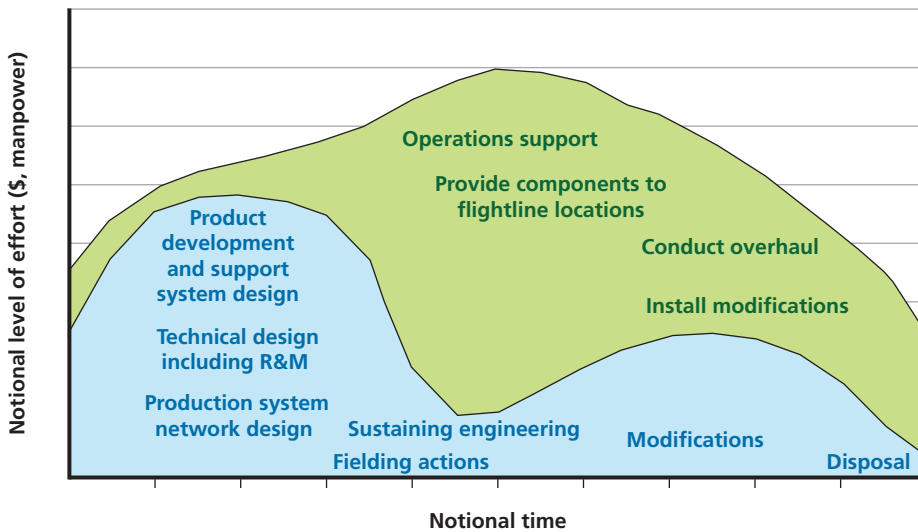 Notional level of effort ($, manpower)
Operations support
Provide components to
flightline locations
Conduct overhaul
Install modifications
Product
development
and support
system design
Technical design
including R&M
Production system
network design
Sustaining engineering
Fielding actions
Modifications
Disposal
Notional time